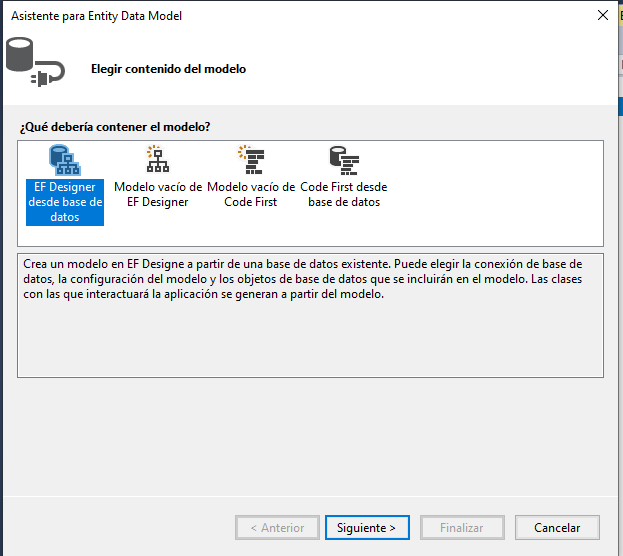 Asistente para Entity Data Model
Elegir contenido del modelo
¿Qué debería contener el modelo?
EF Designer
desde base de
datos
Modelo vacío de
EF Designer
Modelo vacío de
Code First
Code First desde
base de datos
Crea un modelo en EF Designe a partir de una base de datos existente. Puede elegir la conexión de base de
datos, la configuración del modelo y los objetos de base de datos que se incluirán en el modelo. Las clases
con las que interactuará la aplicación se generan a partir del modelo.
< Anterior
Siguiente >
Finalizar
Cancelar